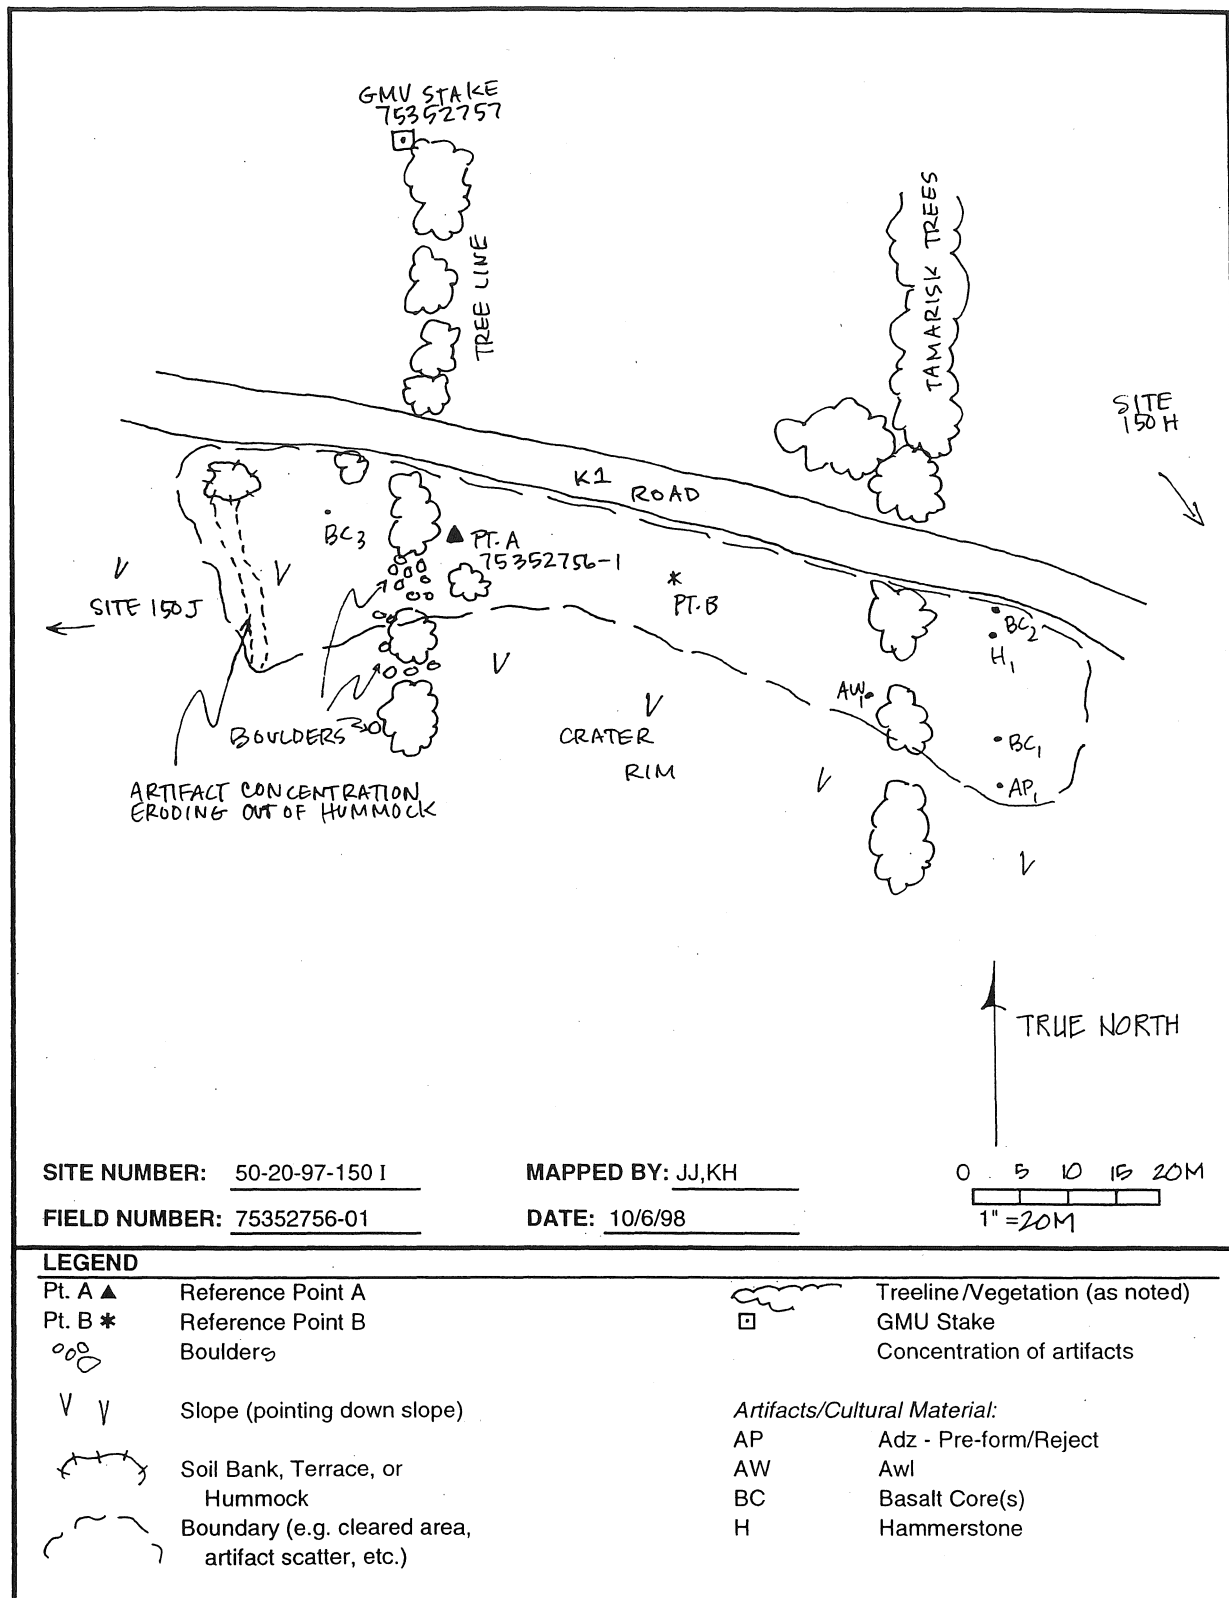 GMU STAKE
75352757
TREE LINE
TAMARISK TREES
SITE
150 H
K1
ROAD
BC3
PT. A
75352756-1
PT. B
SITE 150 J
BC2
H1
AW1
BOULDERS
CRATER
RIM
BC1
AP1
ARTIFACT CONCENTRATION
ERODING OUT OF HUMMOCK
TRUE NORTH
SITE NUMBER: 50-20-97-150 I
MAPPED BY: JJ,KH
0 5 10 15 20M
FIELD NUMBER: 75352756-01
DATE: 10/6/98
1" = 20M
LEGEND
Pt. A ▲ Reference Point A
Pt. B * Reference Point B
Boulders
Slope (pointing down slope)
Soil Bank, Terrace, or
Hummock
Boundary (e.g. cleared area,
artifact scatter, etc.)
Treeline/Vegetation (as noted)
GMU Stake
Concentration of artifacts
Artifacts/Cultural Material:
AP Adz - Pre-form/Reject
AW Awl
BC Basalt Core(s)
H Hammerstone